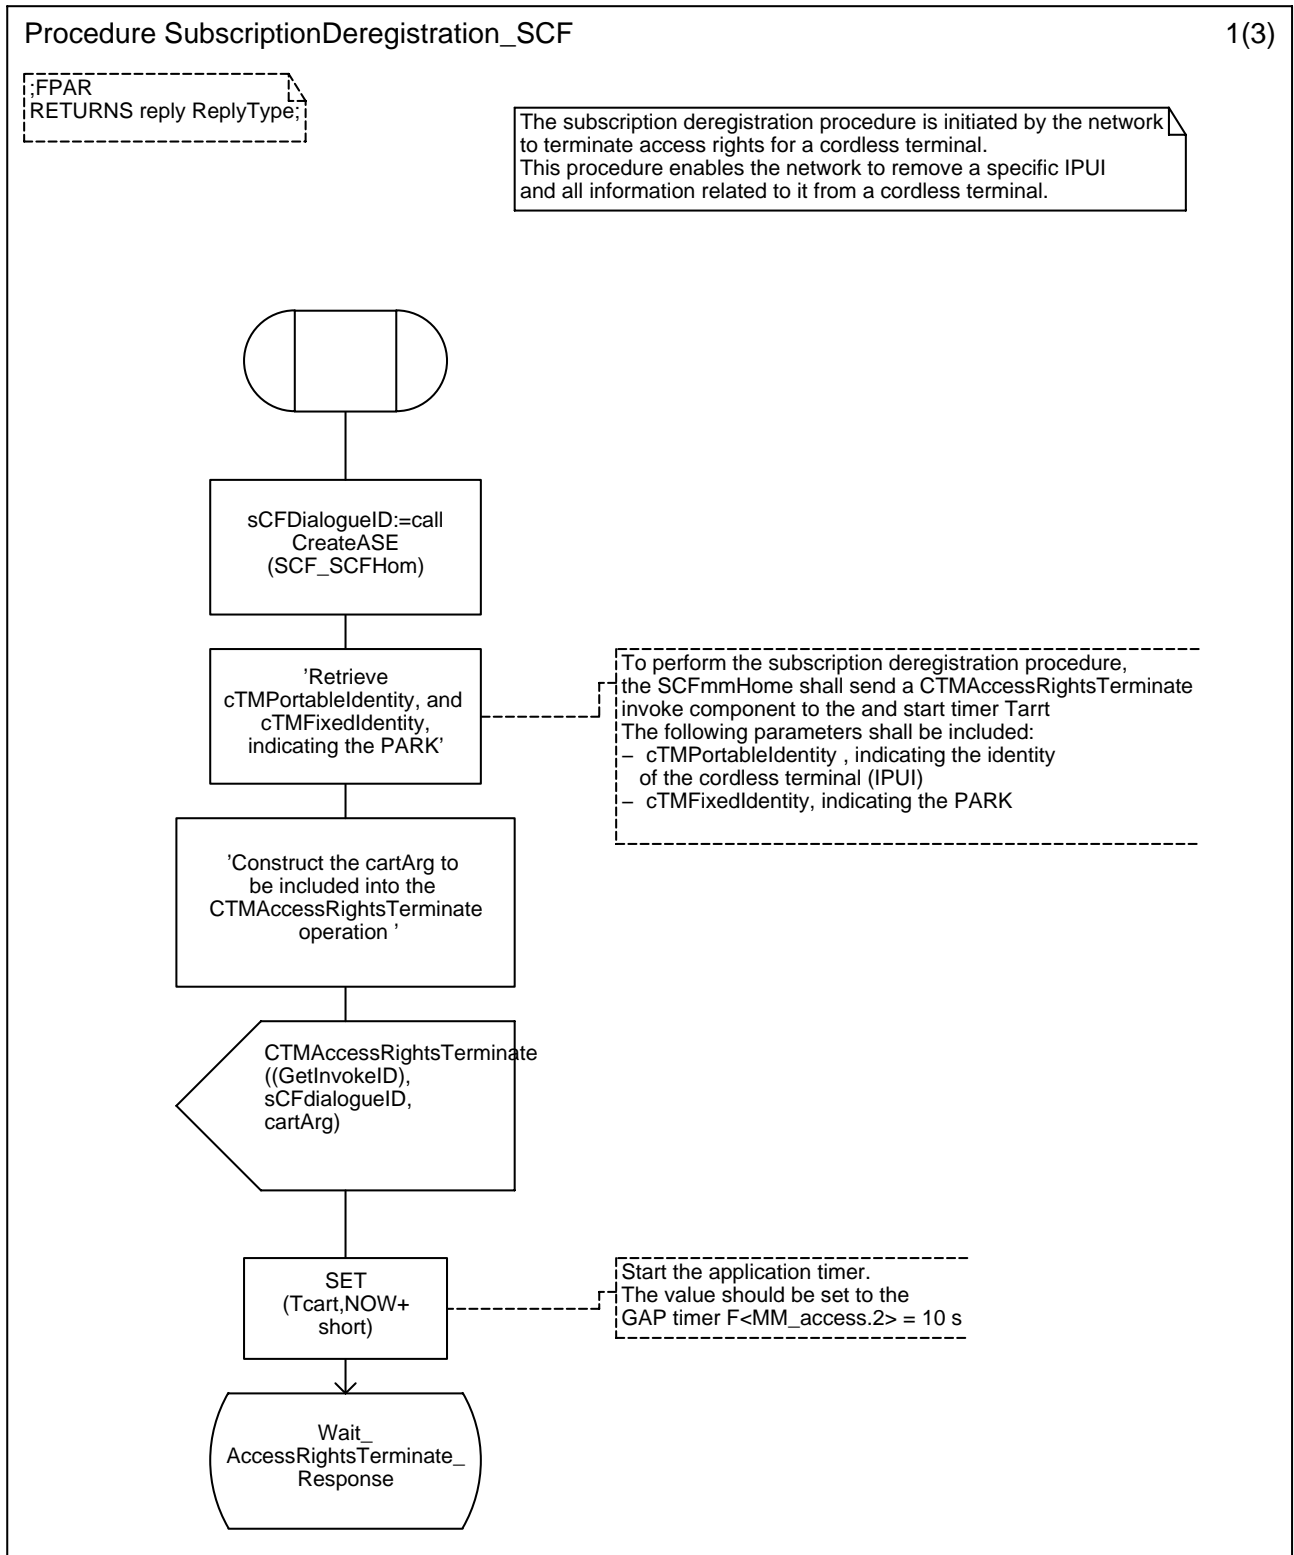 Procedure SubscriptionDeregistration_SCF
1(3)
;FPAR
RETURNS reply ReplyType;
The subscription deregistration procedure is initiated by the network
to terminate access rights for a cordless terminal.
This procedure enables the network to remove a specific IPUI
and all information related to it from a cordless terminal.
sCFDialogueID:=call
CreateASE
(SCF_SCFHom)
’Retrieve
cTMPortableIdentity, and
cTMFixedIdentity,
indicating the PARK’
To perform the subscription deregistration procedure,
the SCFmmHome shall send a CTMAccessRightsTerminate
invoke component to the and start timer Tarrt
The following parameters shall be included:
– cTMPortableIdentity , indicating the identity
of the cordless terminal (IPUI)
– cTMFixedIdentity, indicating the PARK
’Construct the cartArg to
be included into the
CTMAccessRightsTerminate
operation ’
CTMAccessRightsTerminate
((GetInvokeID),
sCFdialogueID,
cartArg)
SET
(Tcart,NOW+
short)
Start the application timer.
The value should be set to the
GAP timer F<MM_access.2> = 10 s
Wait_
AccessRightsTerminate_
Response